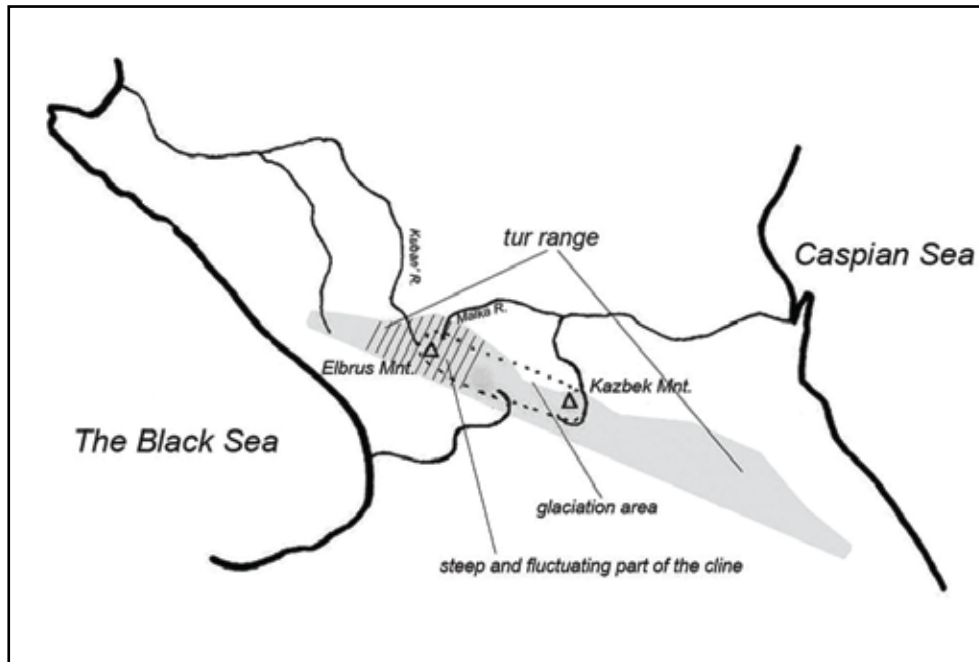 Kuban' R.
tur range
Caspian Sea
Malka R.
Elbrus Mnt.
Kazbek Mnt.
The Black Sea
glaciation area
steep and fluctuating part of the cline